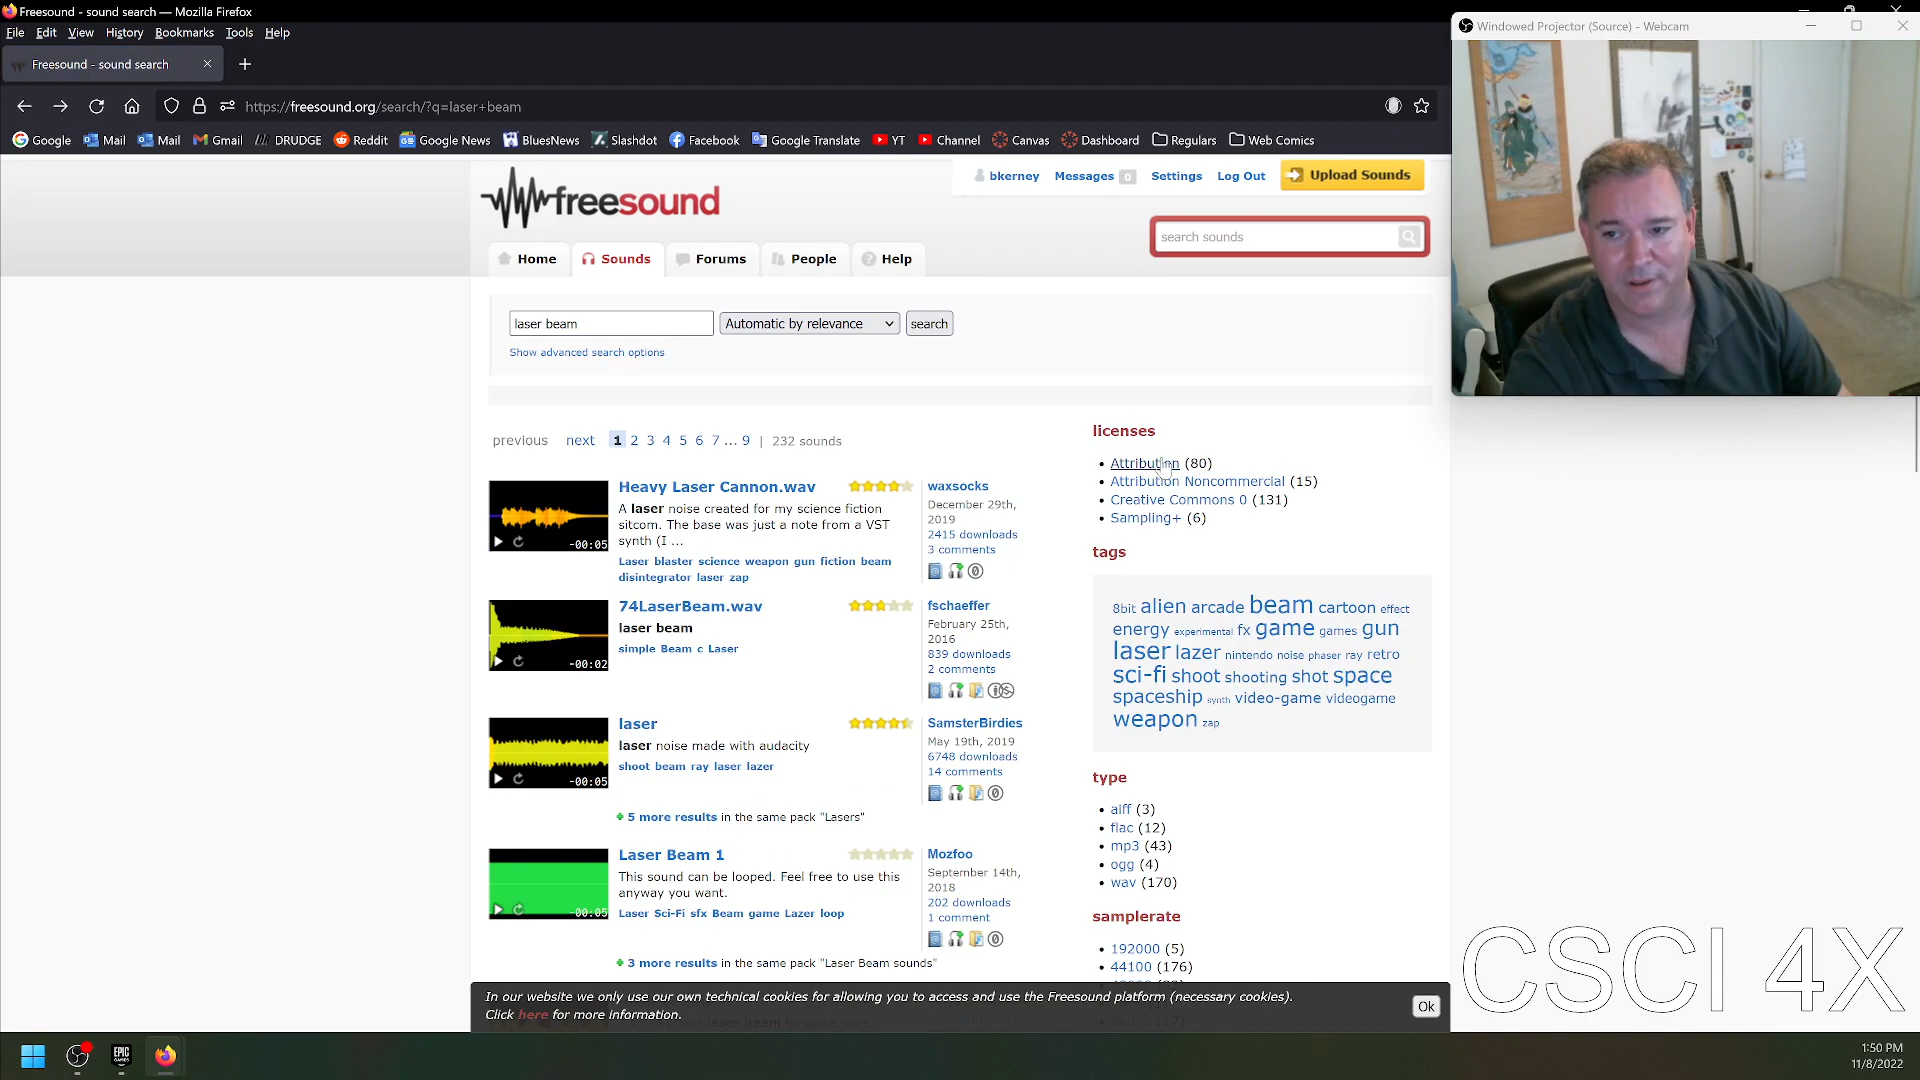 Freesound - sound search — Mozilla Firefox
File Edit View History Bookmarks Tools Help
Windowed Projector (Source) - Webcam
Freesound - sound search
https://freesound.org/search/?q=laser+beam
Google Mail Mail Gmail DRUDGE Reddit Google News BluesNews Slashdot Facebook Google Translate YT Channel Canvas Dashboard Regulars Web Comics
bkerney Messages 0 Settings Log Out Upload Sounds
freesound
search sounds
Home Sounds Forums People Help
laser beam Automatic by relevance search
Show advanced search options
previous next 1 2 3 4 5 6 7 ... 9 | 232 sounds
Heavy Laser Cannon.wav
A laser noise created for my science fiction
sitcom. The base was just a note from a VST
synth (I ...
Laser blaster science weapon gun fiction beam
disintegrator laser zap
-00:05
waxsocks
December 29th,
2019
2415 downloads
3 comments
74LaserBeam.wav
laser beam
simple Beam c Laser
-00:02
fschaeffer
February 25th,
2016
839 downloads
2 comments
laser
laser noise made with audacity
shoot beam ray laser lazer
-00:05
SamsterBirdies
May 19th, 2019
6748 downloads
14 comments
5 more results in the same pack "Lasers"
Laser Beam 1
This sound can be looped. Feel free to use this
anyway you want.
Laser Sci-Fi sfx Beam game Lazer loop
-00:05
Mozfoo
September 14th,
2018
202 downloads
1 comment
3 more results in the same pack "Laser Beam sounds"
licenses
Attribution (80)
Attribution Noncommercial (15)
Creative Commons 0 (131)
Sampling+ (6)
tags
8bit alien arcade beam cartoon effect
energy experimental fx game games gun
laser lazer nintendo noise phaser ray retro
sci-fi shoot shooting shot space
spaceship synth video-game videogame
weapon zap
type
aiff (3)
flac (12)
mp3 (43)
ogg (4)
wav (170)
samplerate
192000 (5)
44100 (176)
In our website we only use our own technical cookies for allowing you to access and use the Freesound platform (necessary cookies).
Click here for more information.
Ok
CSCI 4X
EPIC
GAMES
1:50 PM
11/8/2022